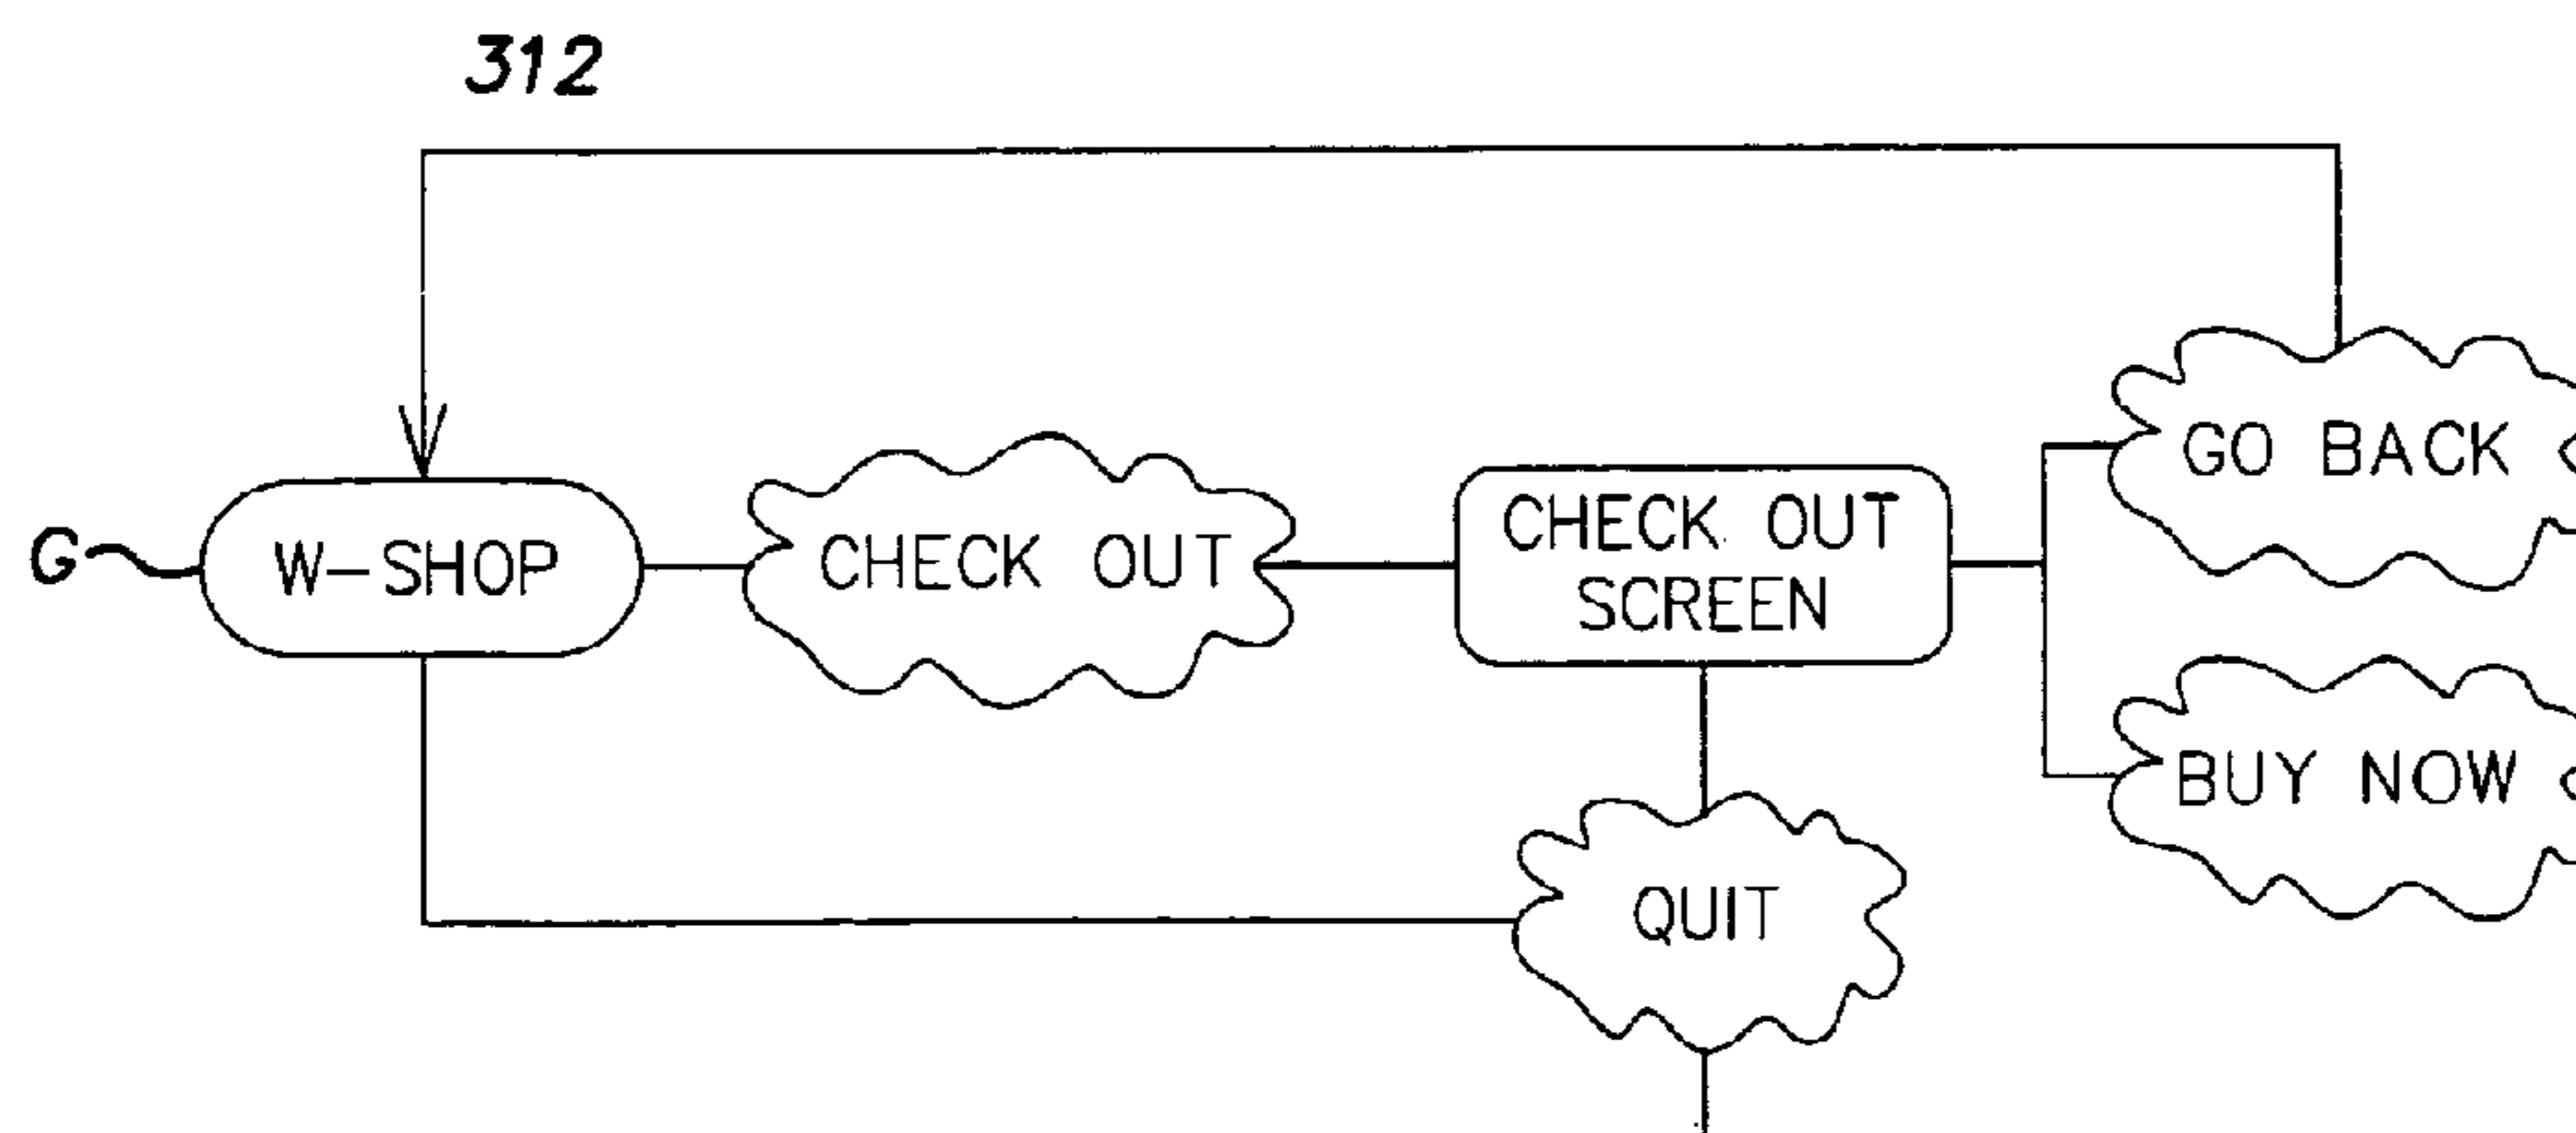 312
G
W-SHOP
CHECK OUT
CHECK OUT
SCREEN
GO BACK
BUY NOW
QUIT